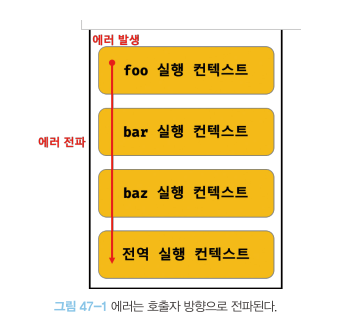 에러 발생
foo 실행 컨텍스트
bar 실행 컨텍스트
에러 전파
baz 실행 컨텍스트
전역 실행 컨텍스트
그림 47-1 에러는 호출자 방향으로 전파된다.